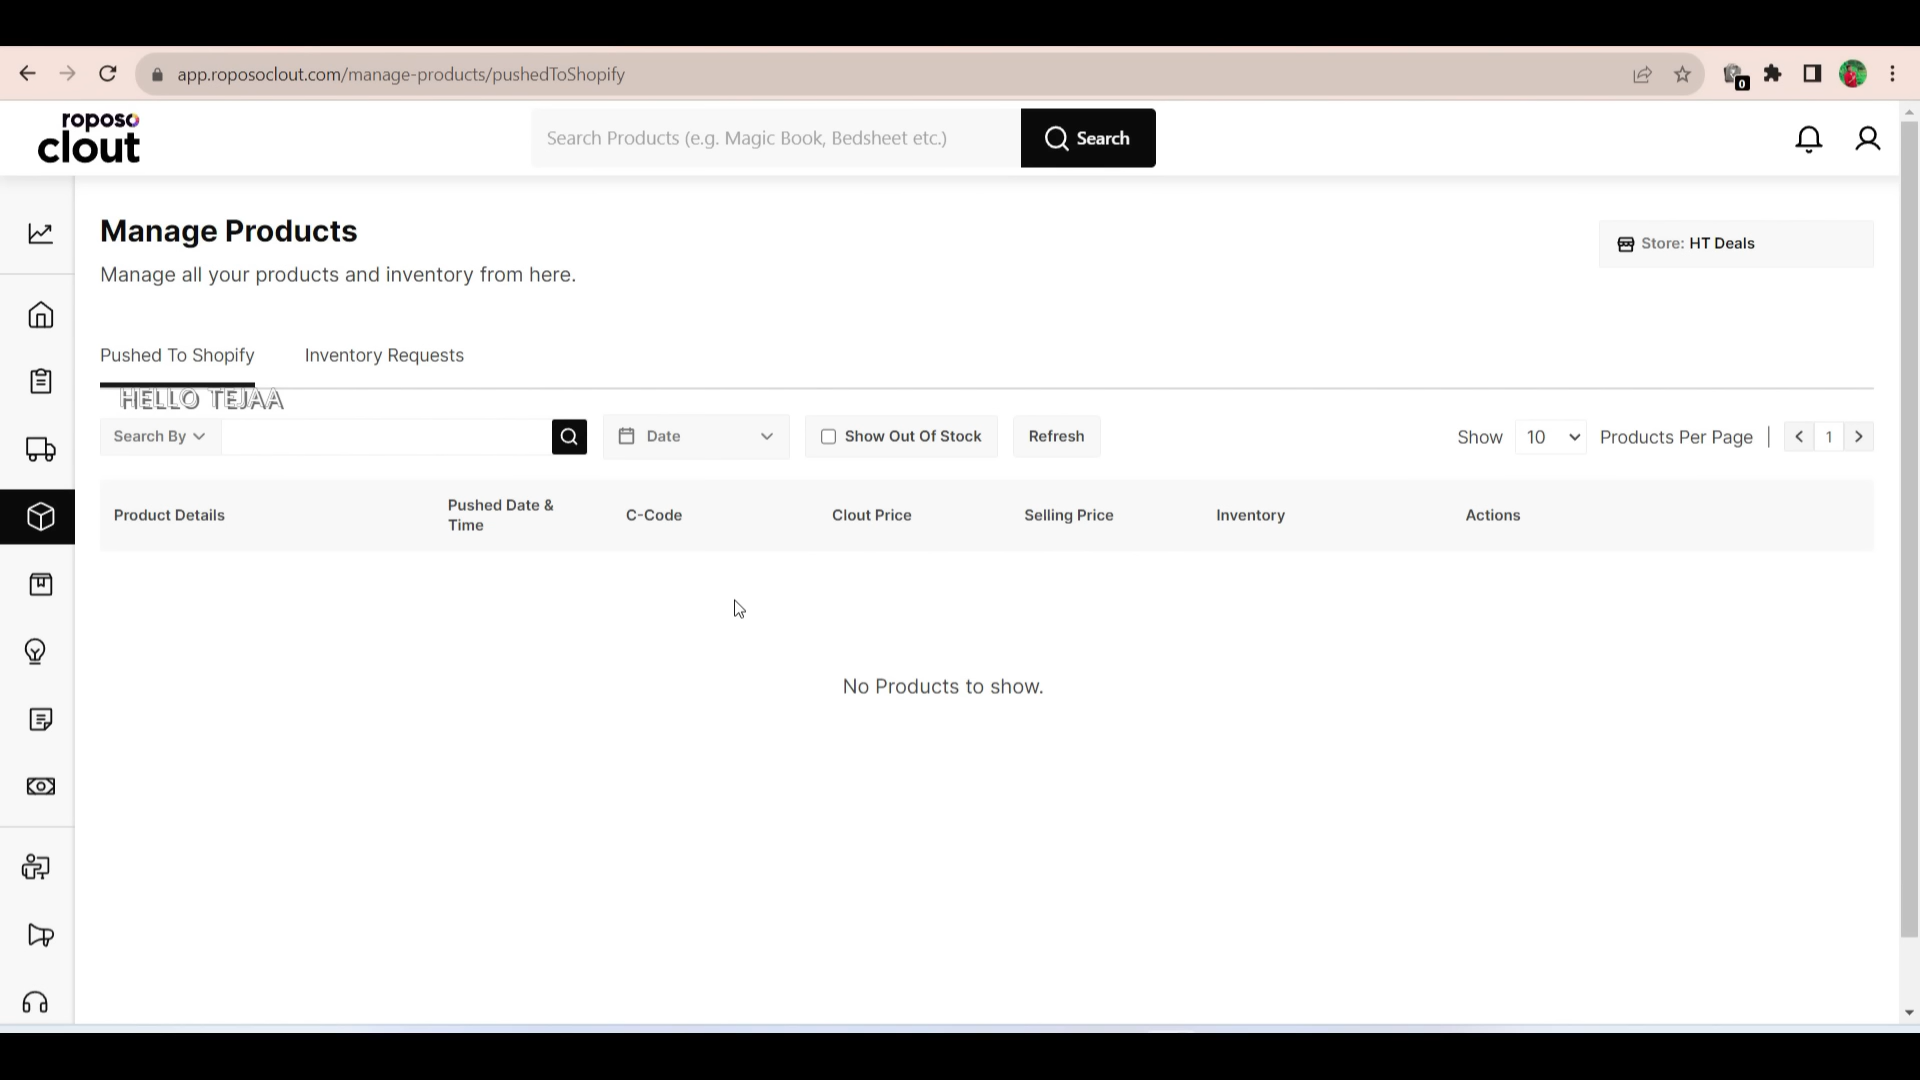 app.roposoclout.com/manage-products/pushedToShopify
0
roposo
clout
Search Products (e.g. Magic Book, Bedsheet etc.)
Search
Manage Products
Manage all your products and inventory from here.
Store: HT Deals
Pushed To Shopify
Inventory Requests
HELLO TEJAA
Search By
Date
Show Out Of Stock
Refresh
Show 10 Products Per Page
1
Product Details
Pushed Date &
Time
C-Code
Clout Price
Selling Price
Inventory
Actions
No Products to show.